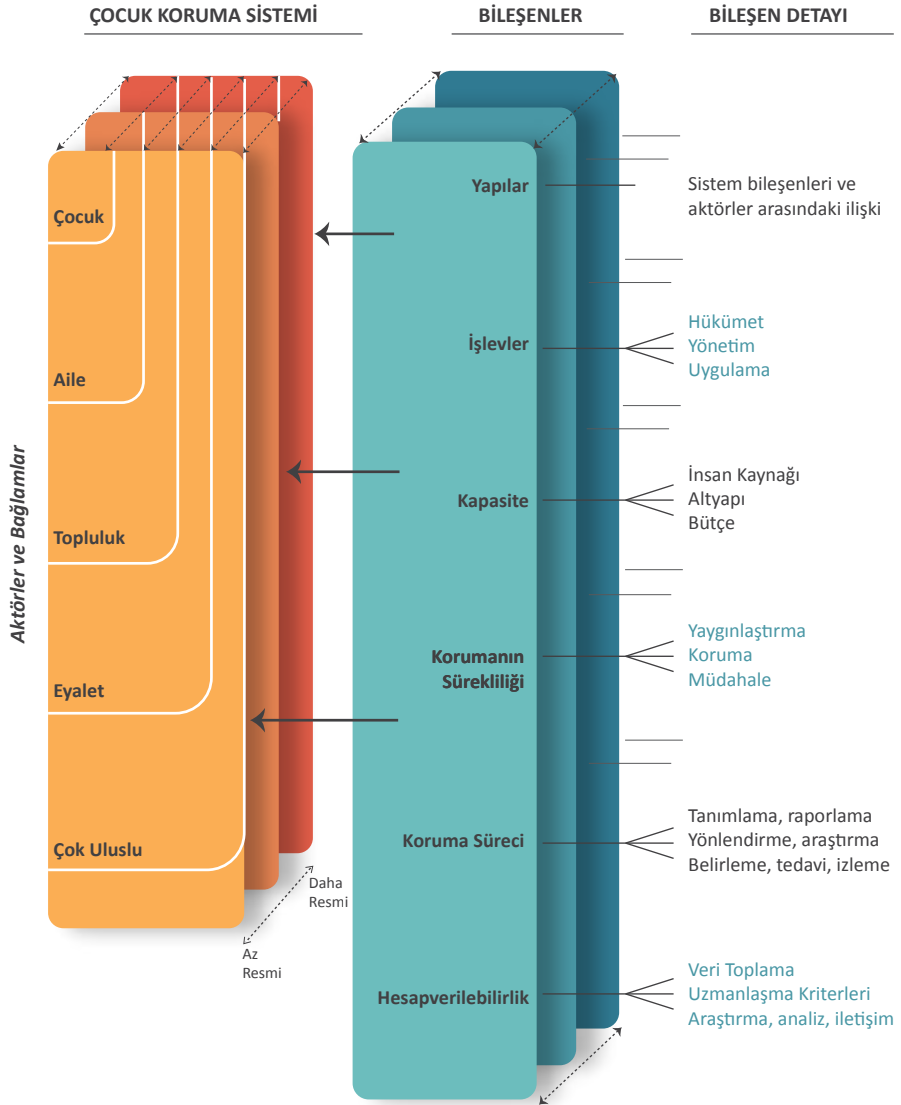 ÇOCUK KORUMA SİSTEMİ
BİLEŞENLER
BİLEŞEN DETAYI
Aktörler ve Bağlamlar
Çocuk
Aile
Topluluk
Eyalet
Çok Uluslu
Daha
Resmi
Az
Resmi
Yapılar
Sistem bileşenleri ve
aktörler arasındaki ilişki
İşlevler
Hükümet
Yönetim
Uygulama
Kapasite
İnsan Kaynağı
Altyapı
Bütçe
Korumanın
Sürekliliği
Yaygınlaştırma
Koruma
Müdahale
Koruma Süreci
Tanımlama, raporlama
Yönlendirme, araştırma
Belirleme, tedavi, izleme
Hesapverilebilirlik
Veri Toplama
Uzmanlaşma Kriterleri
Araştırma, analiz, iletişim